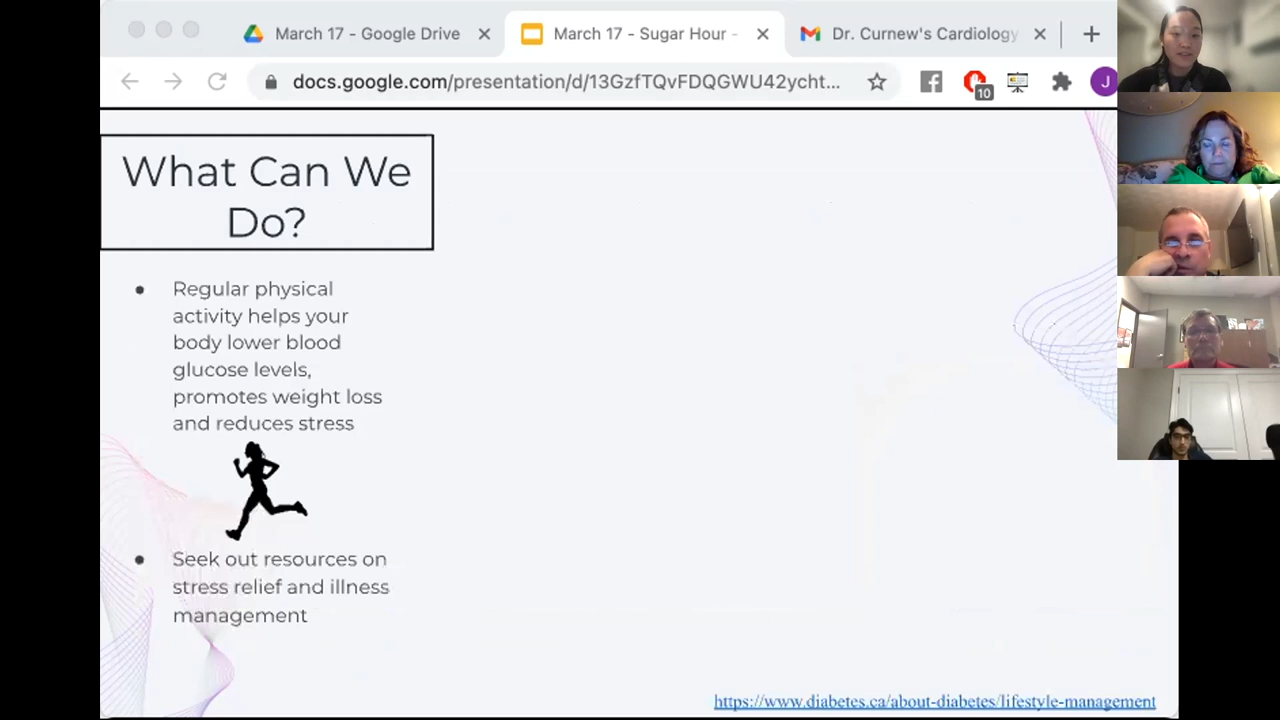 March 17 - Google Drive
March 17 - Sugar Hour -
Dr. Curnew's Cardiology
docs.google.com/presentation/d/13GzfTQvFDQGWU42ycht...
10
J
What Can We
Do?
● Regular physical
activity helps your
body lower blood
glucose levels,
promotes weight loss
and reduces stress
● Seek out resources on
stress relief and illness
management
https://www.diabetes.ca/about-diabetes/lifestyle-management